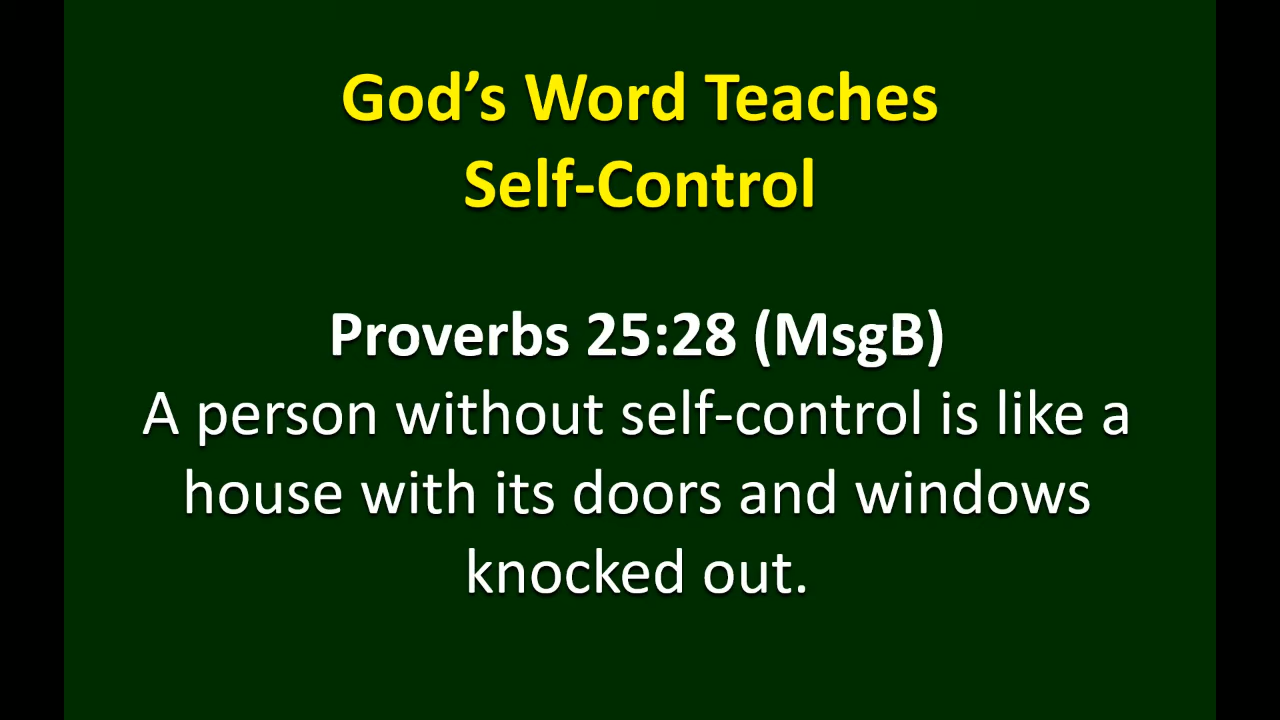 God’s Word Teaches
Self-Control
Proverbs 25:28 (MsgB)
A person without self-control is like a
house with its doors and windows
knocked out.